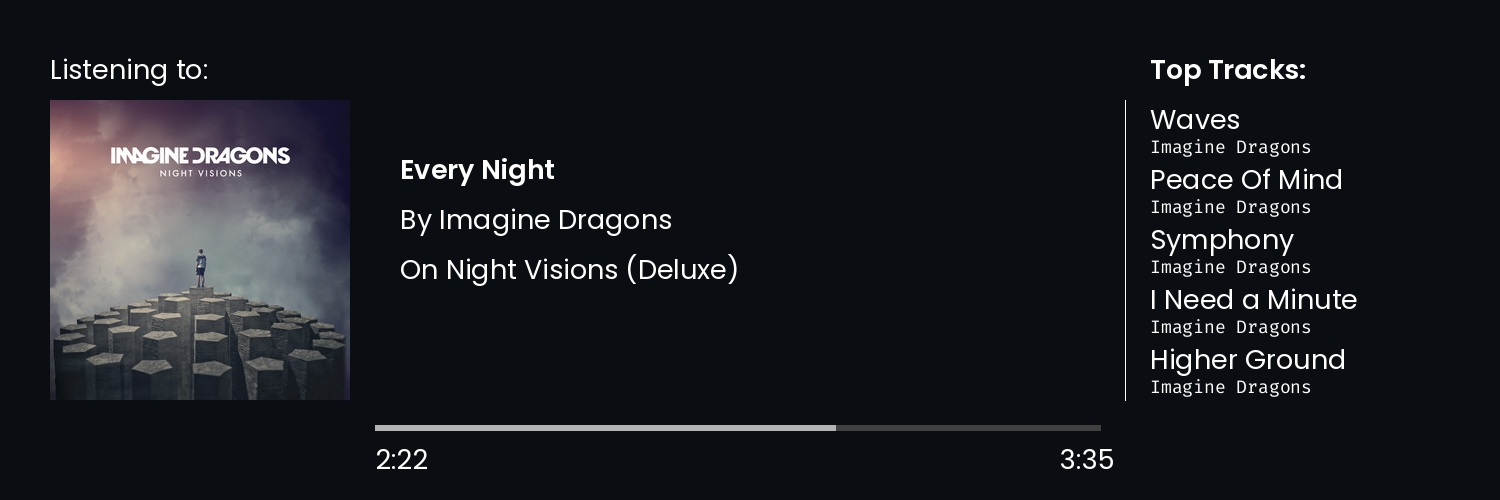 Listening to:
IMAGINE DRAGONS
NIGHT VISIONS
Every Night
By Imagine Dragons
On Night Visions (Deluxe)
2:22
3:35
Top Tracks:
Waves
Imagine Dragons
Peace Of Mind
Imagine Dragons
Symphony
Imagine Dragons
I Need a Minute
Imagine Dragons
Higher Ground
Imagine Dragons